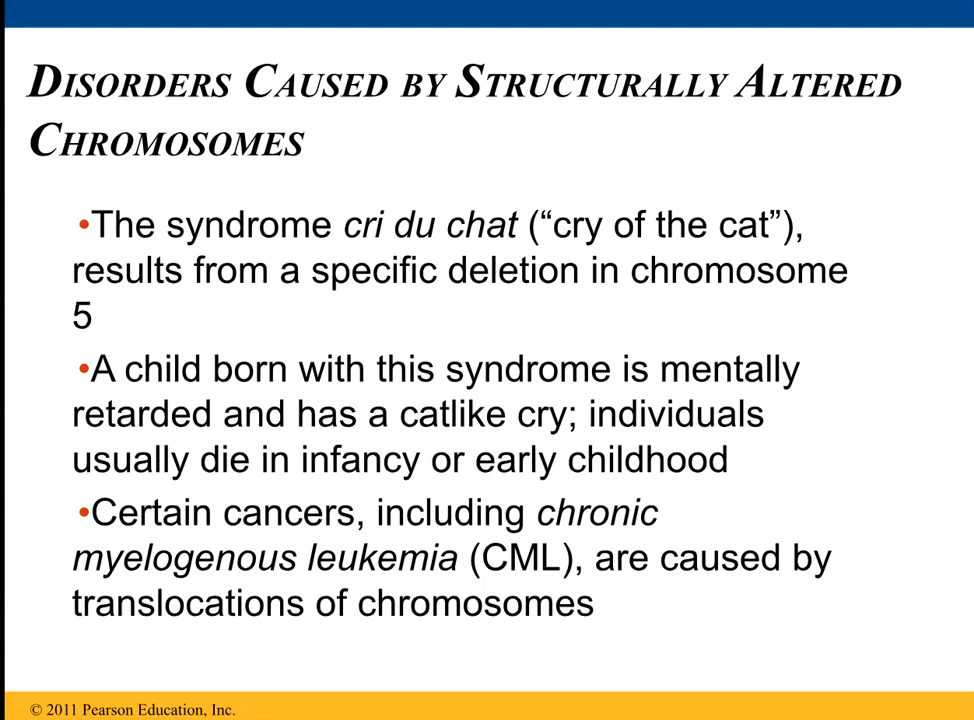 Disorders Caused by Structurally Altered
Chromosomes
•The syndrome cri du chat (“cry of the cat”),
results from a specific deletion in chromosome
5
•A child born with this syndrome is mentally
retarded and has a catlike cry; individuals
usually die in infancy or early childhood
•Certain cancers, including chronic
myelogenous leukemia (CML), are caused by
translocations of chromosomes
© 2011 Pearson Education, Inc.